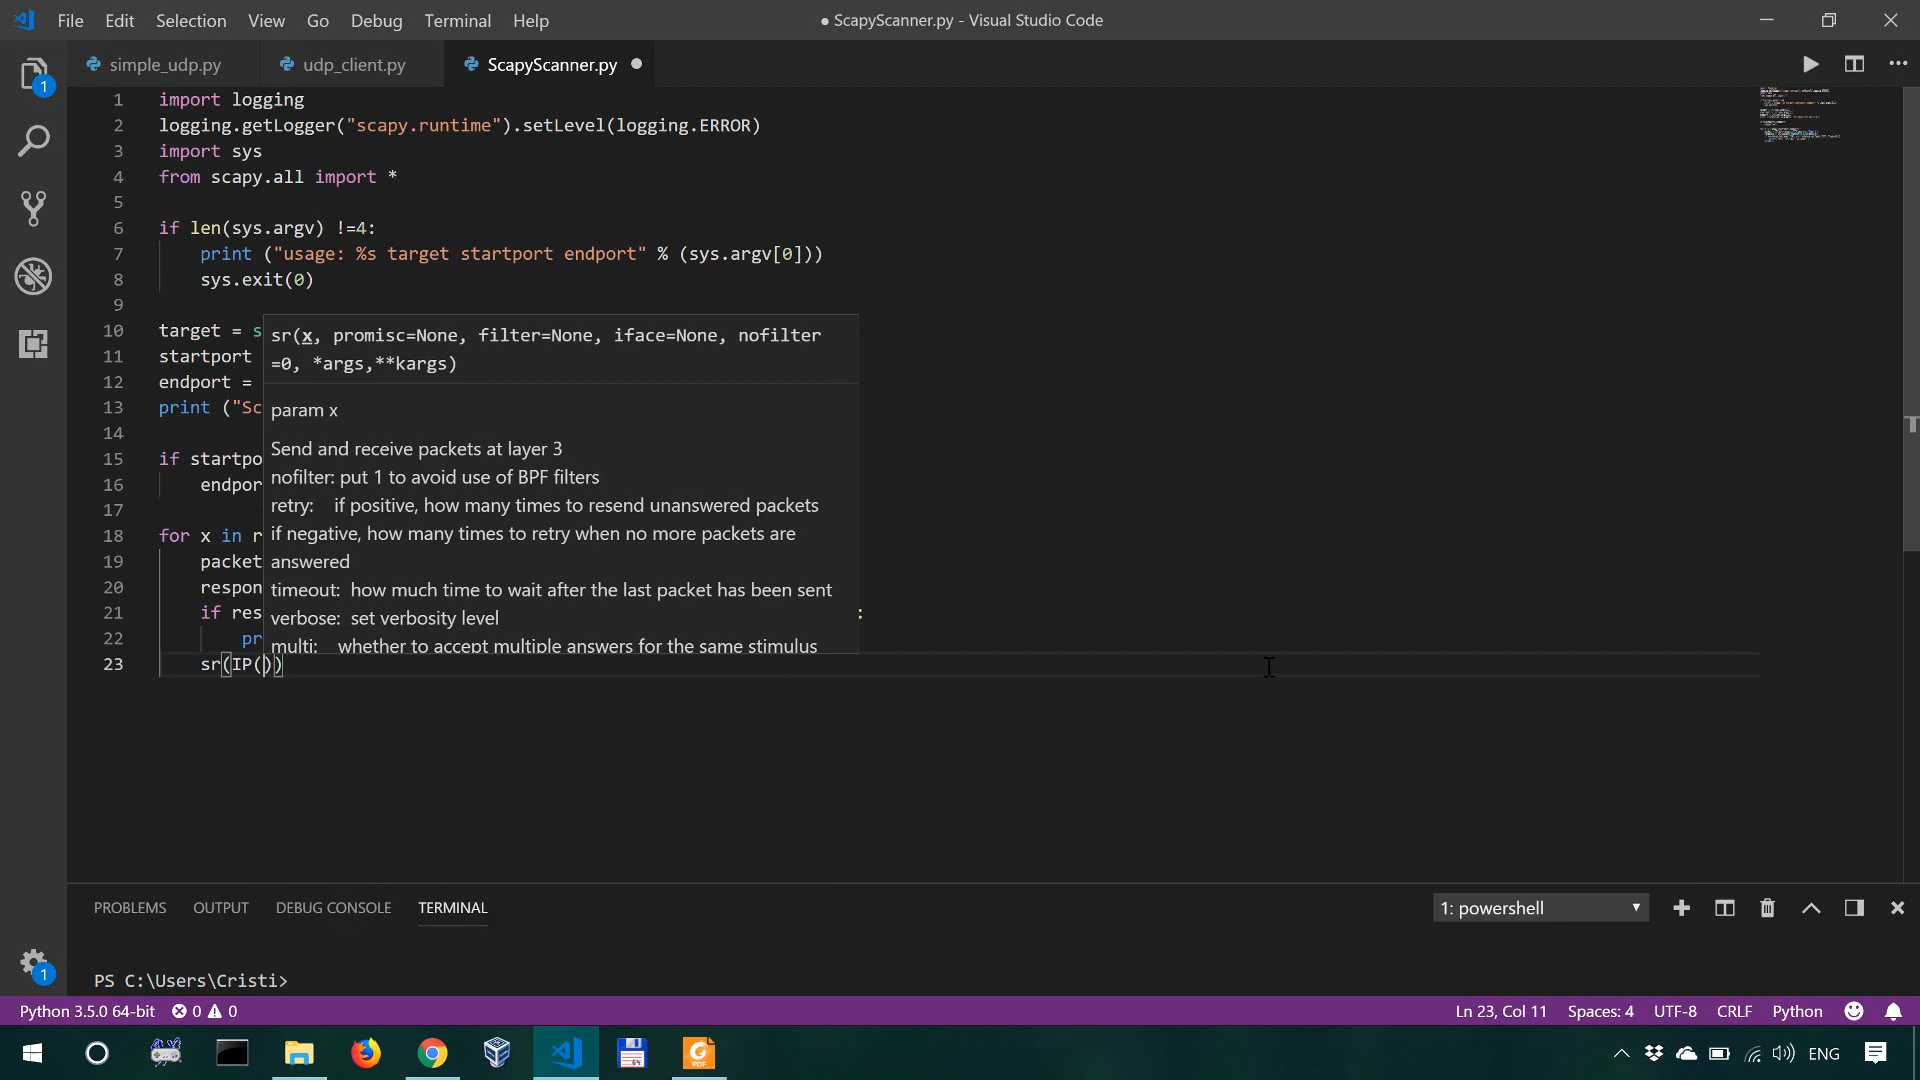 File Edit Selection View Go Debug Terminal Help ● ScapyScanner.py - Visual Studio Code
simple_udp.py udp_client.py ScapyScanner.py
1 import logging
2 logging.getLogger("scapy.runtime").setLevel(logging.ERROR)
3 import sys
4 from scapy.all import *
5
6 if len(sys.argv) !=4:
7 print ("usage: %s target startport endport" % (sys.argv[0]))
8 sys.exit(0)
9
10 target = s
11 startport
12 endport =
13 print ("Sc
14
15 if startpo
16 endpor
17
18 for x in r
19 packet
20 respon
21 if res :
22 pr
23 sr(IP())
sr(x, promisc=None, filter=None, iface=None, nofilter
=0, *args,**kargs)
param x
Send and receive packets at layer 3
nofilter: put 1 to avoid use of BPF filters
retry: if positive, how many times to resend unanswered packets
if negative, how many times to retry when no more packets are
answered
timeout: how much time to wait after the last packet has been sent
verbose: set verbosity level
multi: whether to accept multiple answers for the same stimulus
PROBLEMS OUTPUT DEBUG CONSOLE TERMINAL 1: powershell
PS C:\Users\Cristi>
Python 3.5.0 64-bit 0 0 Ln 23, Col 11 Spaces: 4 UTF-8 CRLF Python
ENG